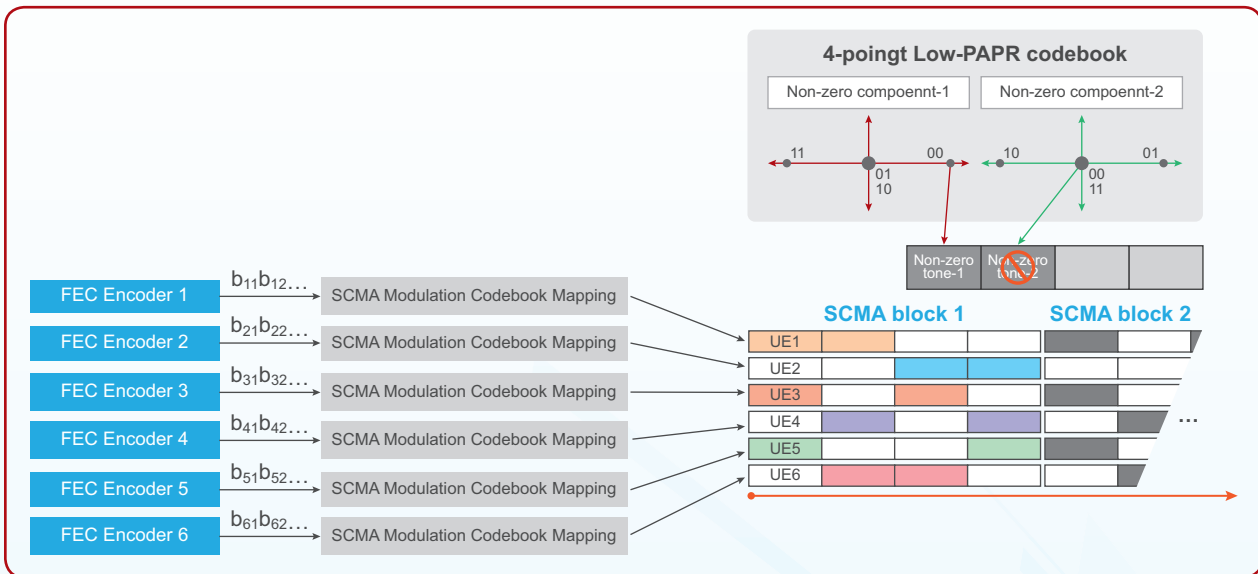 4-poingt Low-PAPR codebook
Non-zero compoennt-1
Non-zero compoennt-2
11
00
01
10
10
01
00
11
Non-zero
tone-1
Non-zero
tone-2
FEC Encoder 1
b11b12...
SCMA Modulation Codebook Mapping
FEC Encoder 2
b21b22...
SCMA Modulation Codebook Mapping
FEC Encoder 3
b31b32...
SCMA Modulation Codebook Mapping
FEC Encoder 4
b41b42...
SCMA Modulation Codebook Mapping
FEC Encoder 5
b51b52...
SCMA Modulation Codebook Mapping
FEC Encoder 6
b61b62...
SCMA Modulation Codebook Mapping
SCMA block 1
SCMA block 2
UE1
UE2
UE3
UE4
UE5
UE6
...